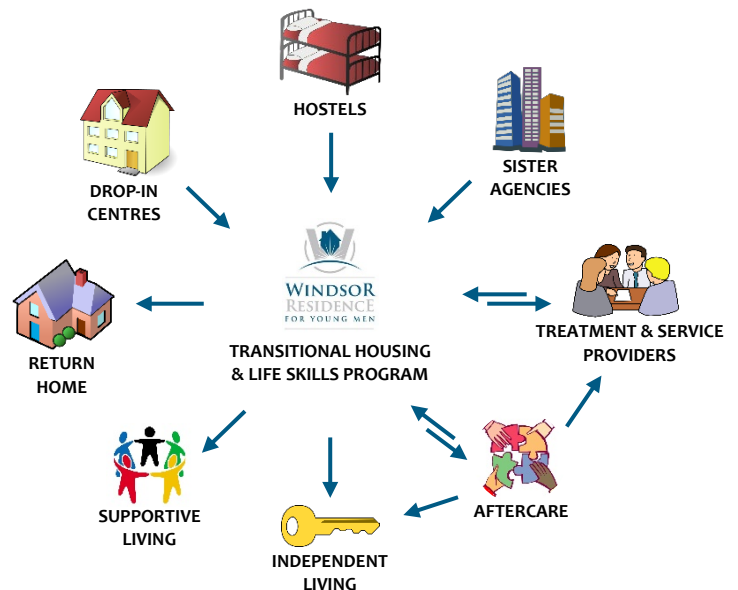 HOSTELS
SISTER
AGENCIES
DROP-IN
CENTRES
WINDSOR
RESIDENCE
FOR YOUNG MEN
TRANSITIONAL HOUSING
& LIFE SKILLS PROGRAM
TREATMENT & SERVICE
PROVIDERS
RETURN
HOME
SUPPORTIVE
LIVING
AFTERCARE
INDEPENDENT
LIVING